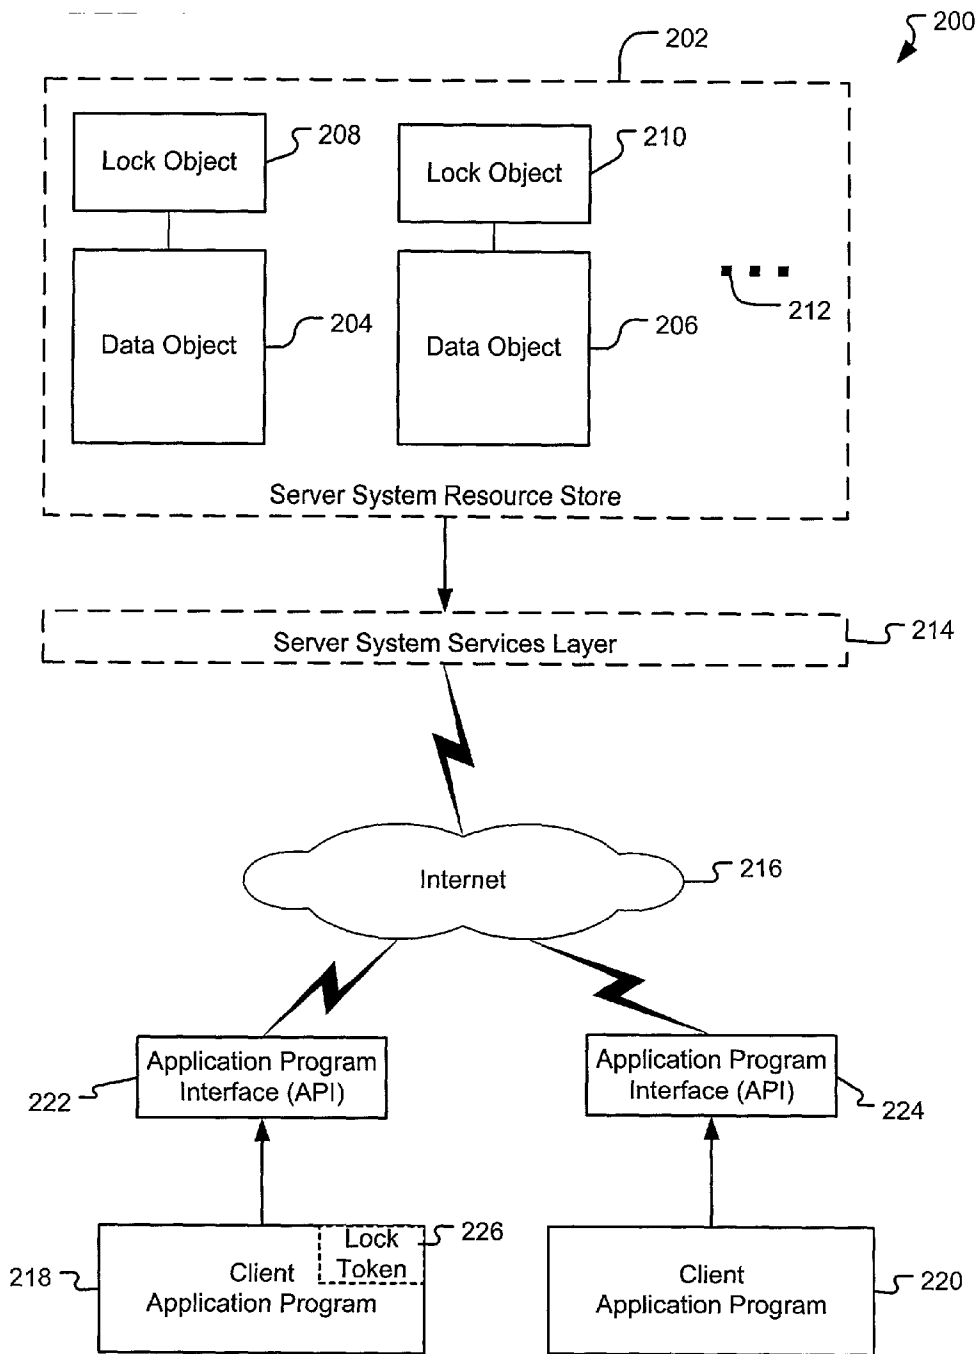 200
202
208
Lock Object
210
Lock Object
204
Data Object
206
Data Object
212
Server System Resource Store
214
Server System Services Layer
216
Internet
Application Program
Interface (API)
222
Application Program
Interface (API)
224
226
Lock
Token
218
Client
Application Program
220
Client
Application Program